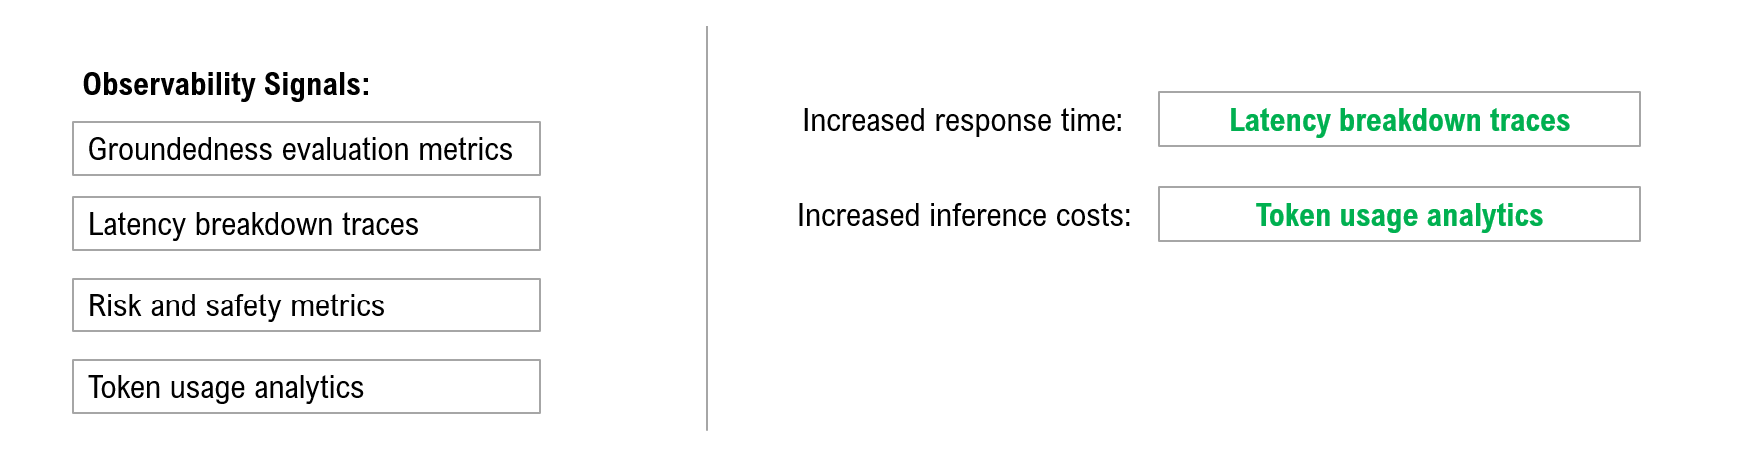 Observability Signals:
Groundedness evaluation metrics
Latency breakdown traces
Risk and safety metrics
Token usage analytics
Increased response time:
Latency breakdown traces
Increased inference costs:
Token usage analytics